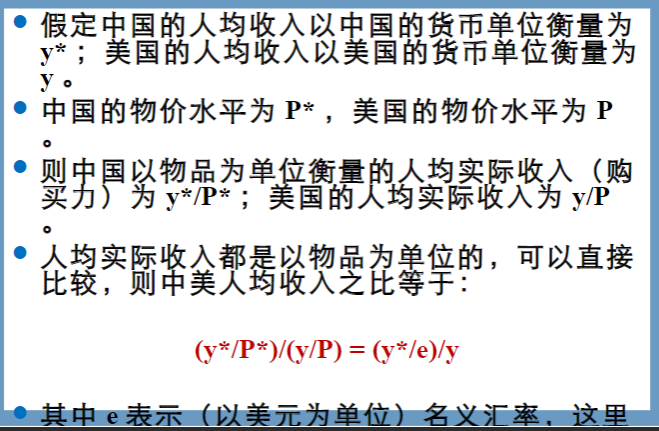 假定中国的人均收入以中国的货币单位衡量为
y*；美国的人均收入以美国的货币单位衡量为
y 。
中国的物价水平为 P* ，美国的物价水平为 P
。
则中国以物品为单位衡量的人均实际收入（购
买力）为 y*/P*；美国的人均实际收入为 y/P
。
人均实际收入都是以物品为单位的，可以直接
比较，则中美人均收入之比等于：
(y*/P*)/(y/P) = (y*/e)/y
其中 e 表示（以美元为单位）名义汇率，这里